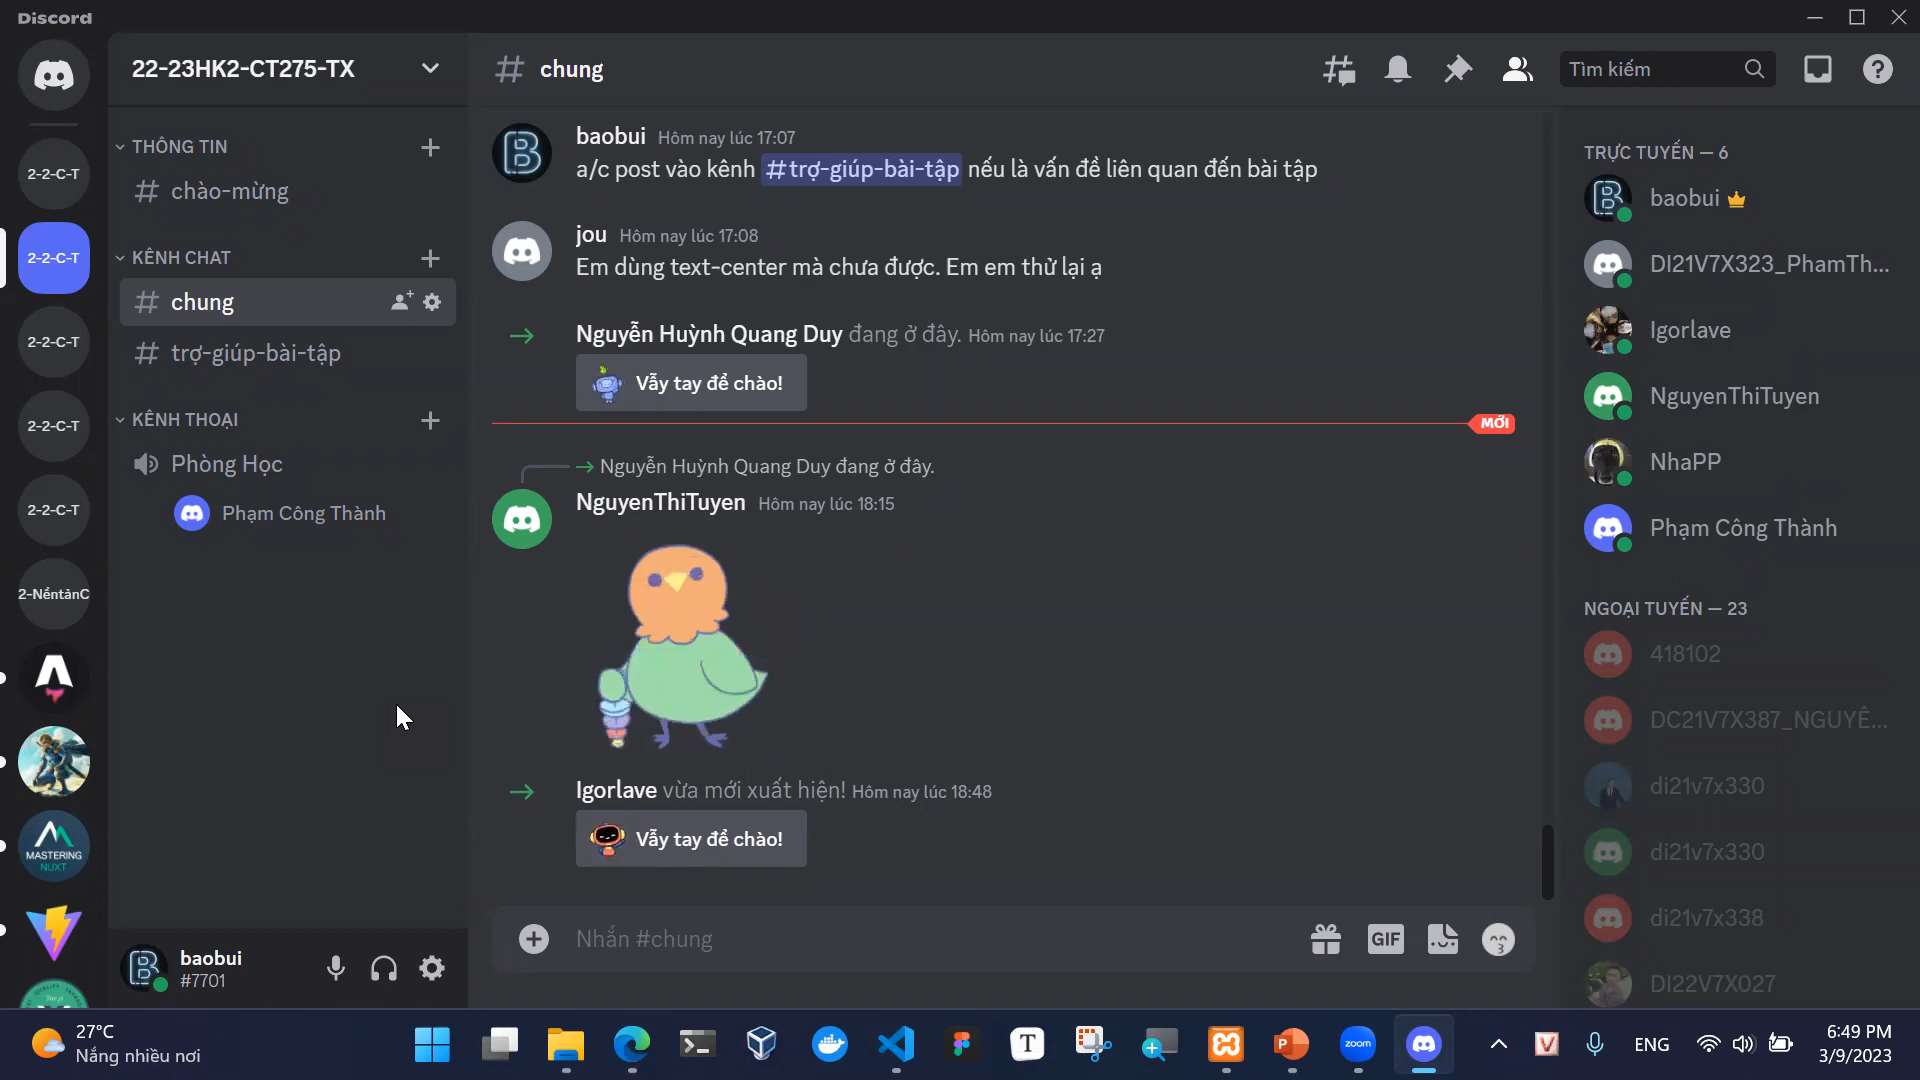 Discord
22-23HK2-CT275-TX
chung
Tìm kiếm
2-2-C-T
2-2-C-T
2-2-C-T
2-2-C-T
2-2-C-T
2-NềntảnC
MASTERING
NUXT
THÔNG TIN
chào-mừng
KÊNH CHAT
chung
trợ-giúp-bài-tập
KÊNH THOẠI
Phòng Học
Phạm Công Thành
baobui
#7701
baobui Hôm nay lúc 17:07
a/c post vào kênh #trợ-giúp-bài-tập nếu là vấn đề liên quan đến bài tập
jou Hôm nay lúc 17:08
Em dùng text-center mà chưa được. Em em thử lại ạ
Nguyễn Huỳnh Quang Duy đang ở đây. Hôm nay lúc 17:27
Vẫy tay để chào!
MỚI
Nguyễn Huỳnh Quang Duy đang ở đây.
NguyenThiTuyen Hôm nay lúc 18:15
Igorlave vừa mới xuất hiện! Hôm nay lúc 18:48
Vẫy tay để chào!
Nhắn #chung
GIF
TRỰC TUYẾN — 6
baobui
DI21V7X323_PhamTh...
Igorlave
NguyenThiTuyen
NhaPP
Phạm Công Thành
NGOẠI TUYẾN — 23
418102
DC21V7X387_NGUYÊ...
di21v7x330
di21v7x330
di21v7x338
DI22V7X027
27°C
Nắng nhiều nơi
T
zoom
ENG
6:49 PM
3/9/2023